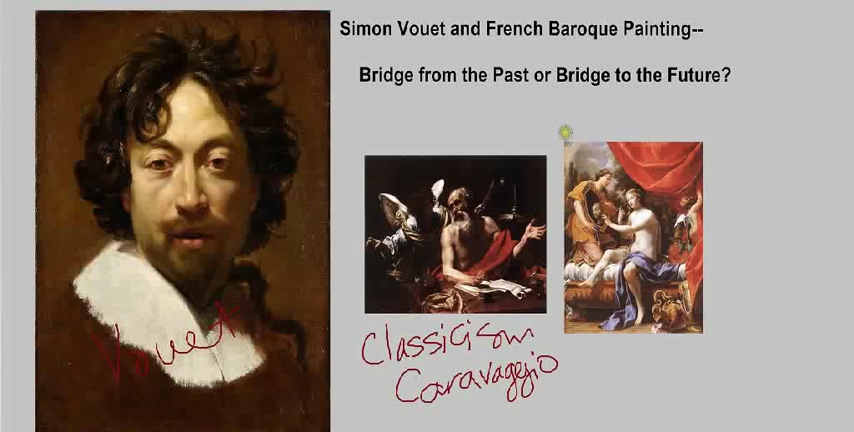 Simon Vouet and French Baroque Painting--
Bridge from the Past or Bridge to the Future?
Vouet
Classicism
Caravaggio